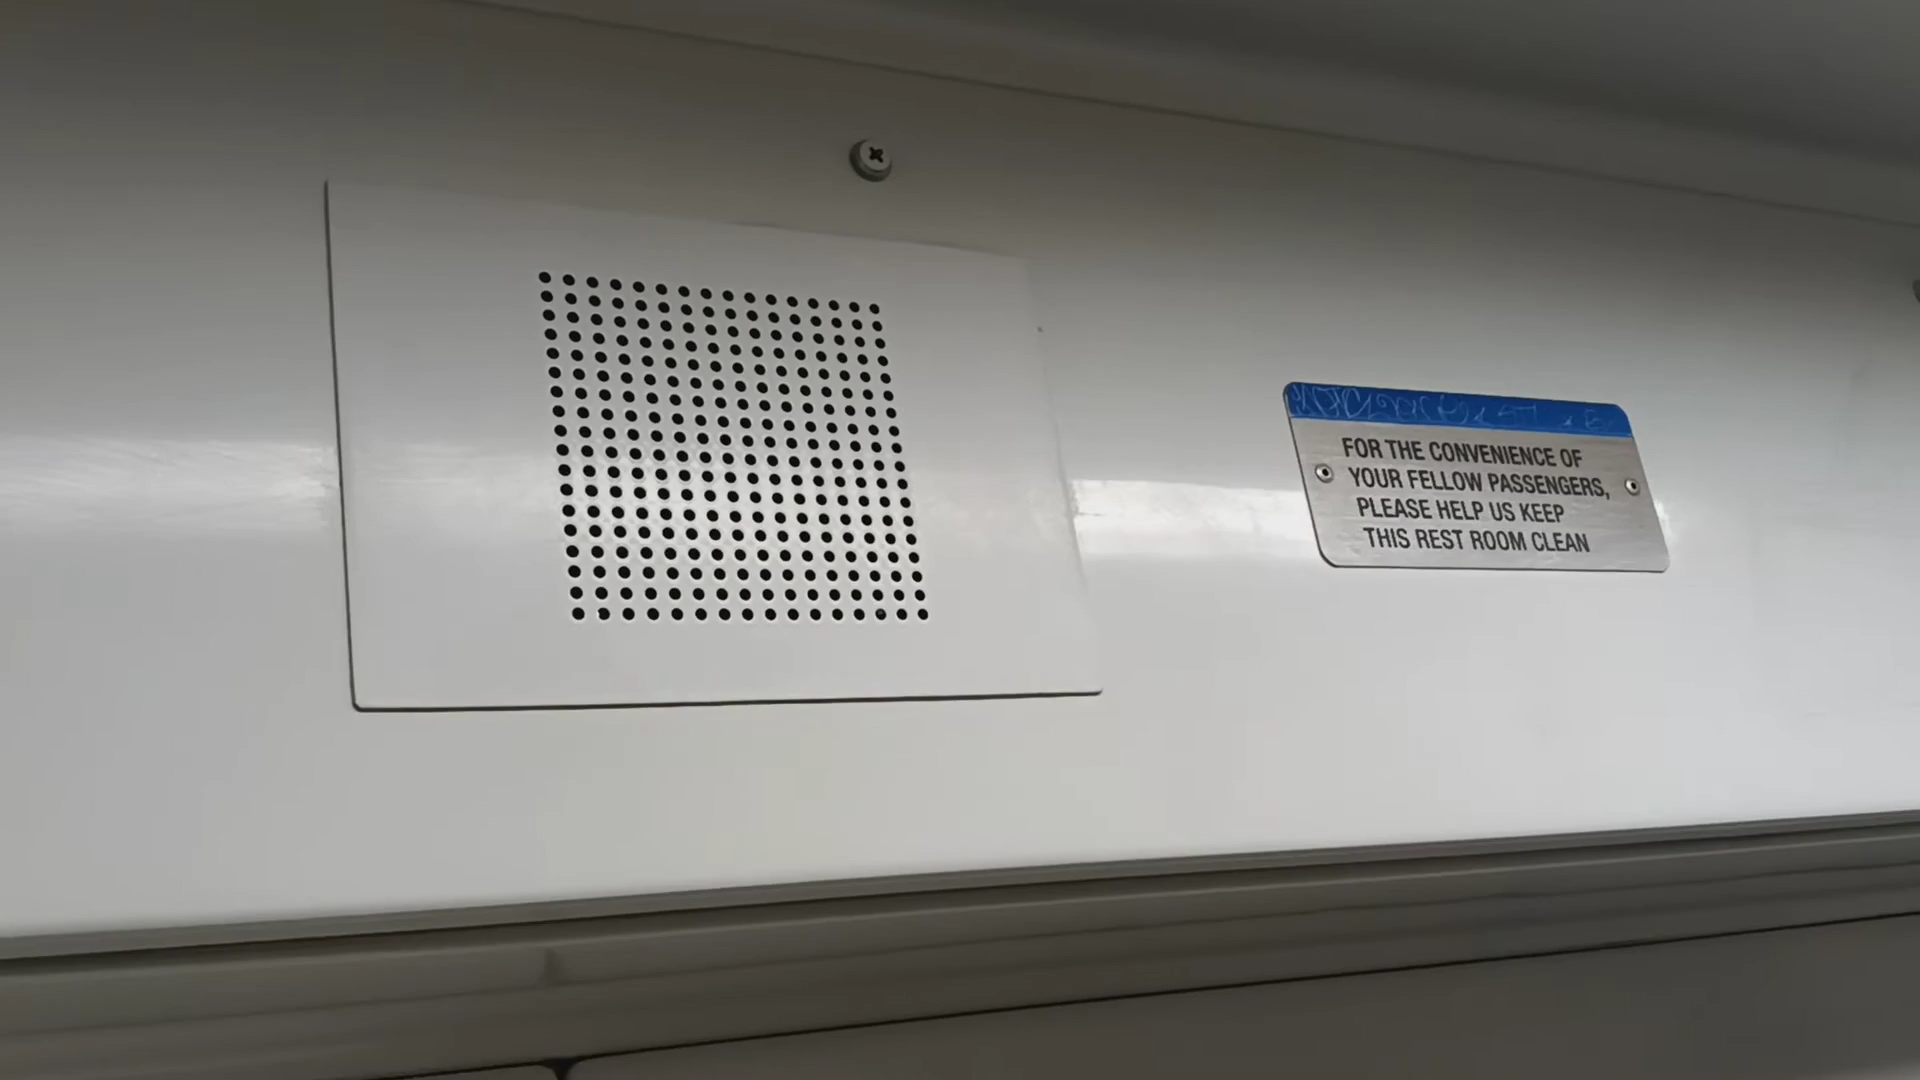 FOR THE CONVENIENCE OF
YOUR FELLOW PASSENGERS,
PLEASE HELP US KEEP
THIS REST ROOM CLEAN